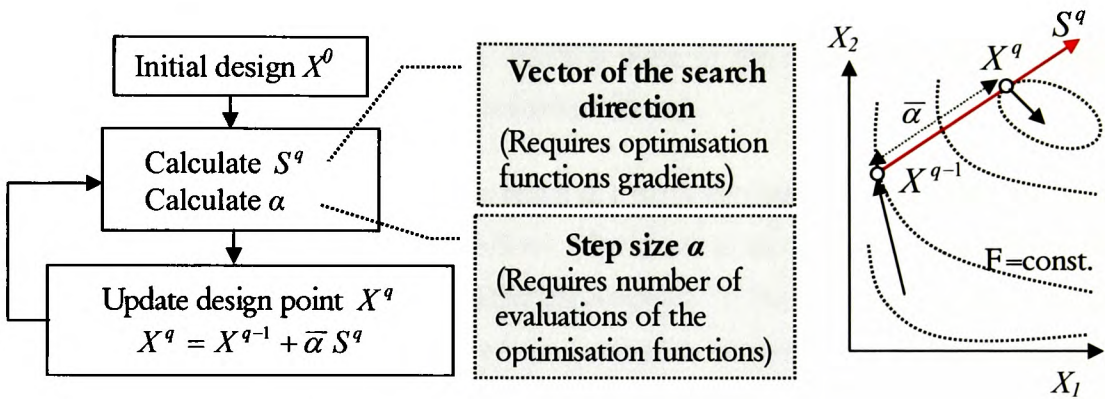 Initial design X⁰
Calculate S^q
Calculate α
Update design point X^q
X^q = X^{q-1} + α̅ S^q
Vector of the search
direction
(Requires optimisation
functions gradients)
Step size α
(Requires number of
evaluations of the
optimisation functions)
X₂
S^q
X^q
α̅
X^{q-1}
F=const.
X₁